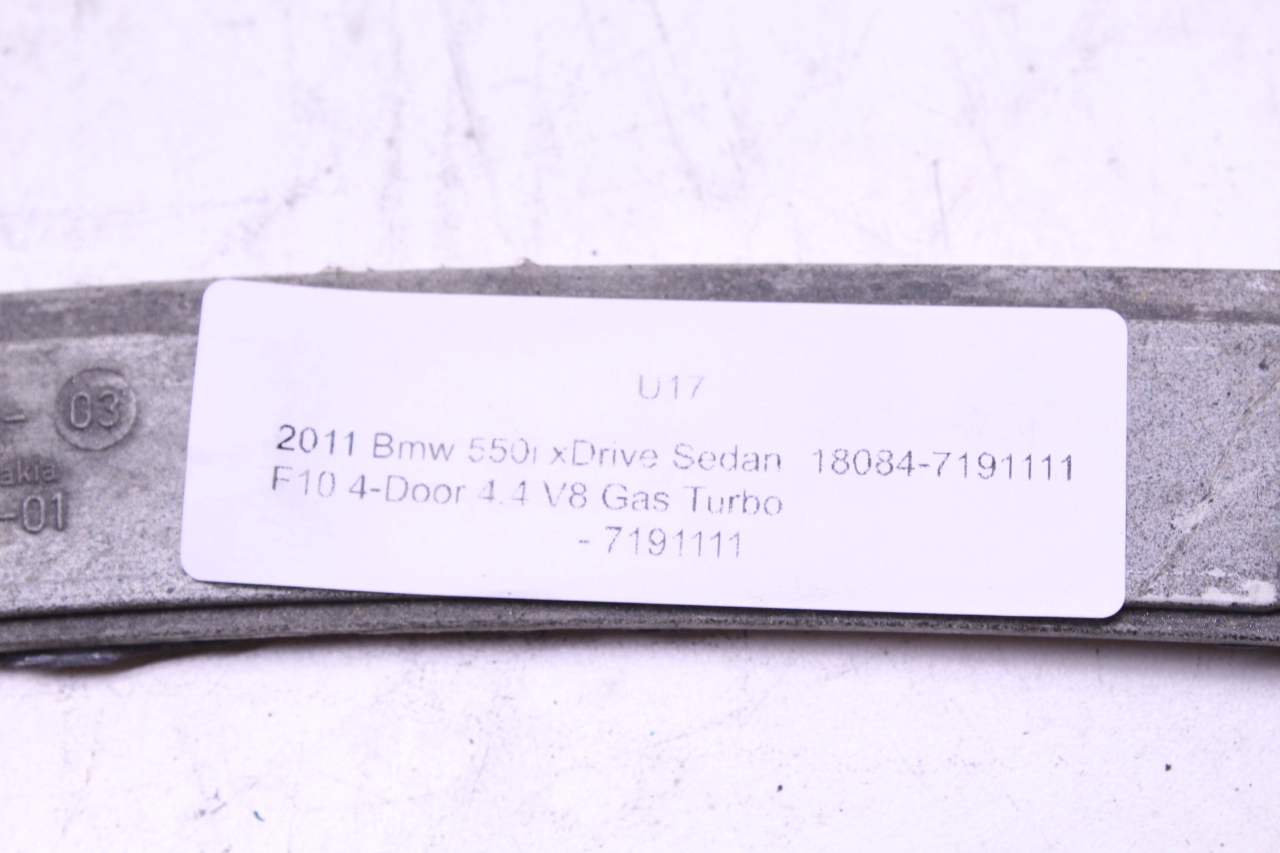 U17
2011 Bmw 550i xDrive Sedan 18084-7191111
F10 4-Door 4.4 V8 Gas Turbo
- 7191111
- 03
akia
-01